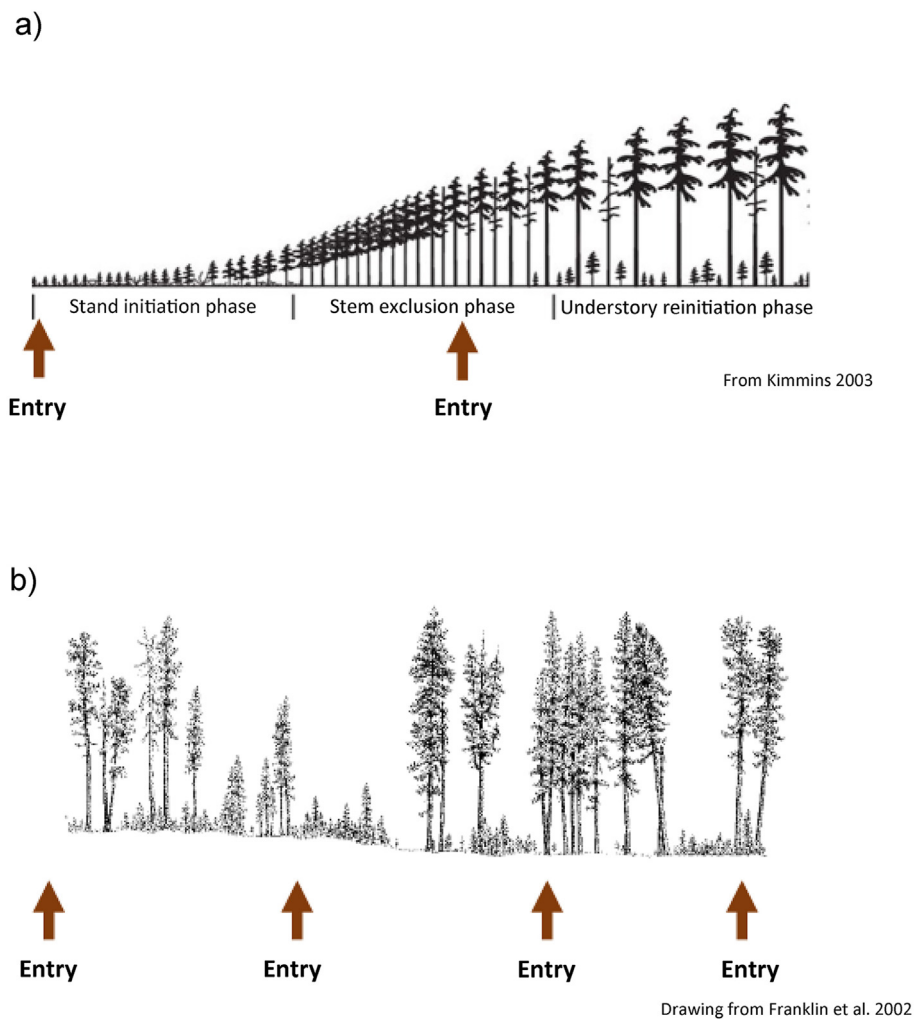 a)
Stand initiation phase
Stem exclusion phase
Understory reinitiation phase
From Kimmins 2003
Entry
Entry
b)
Entry
Entry
Entry
Entry
Drawing from Franklin et al. 2002